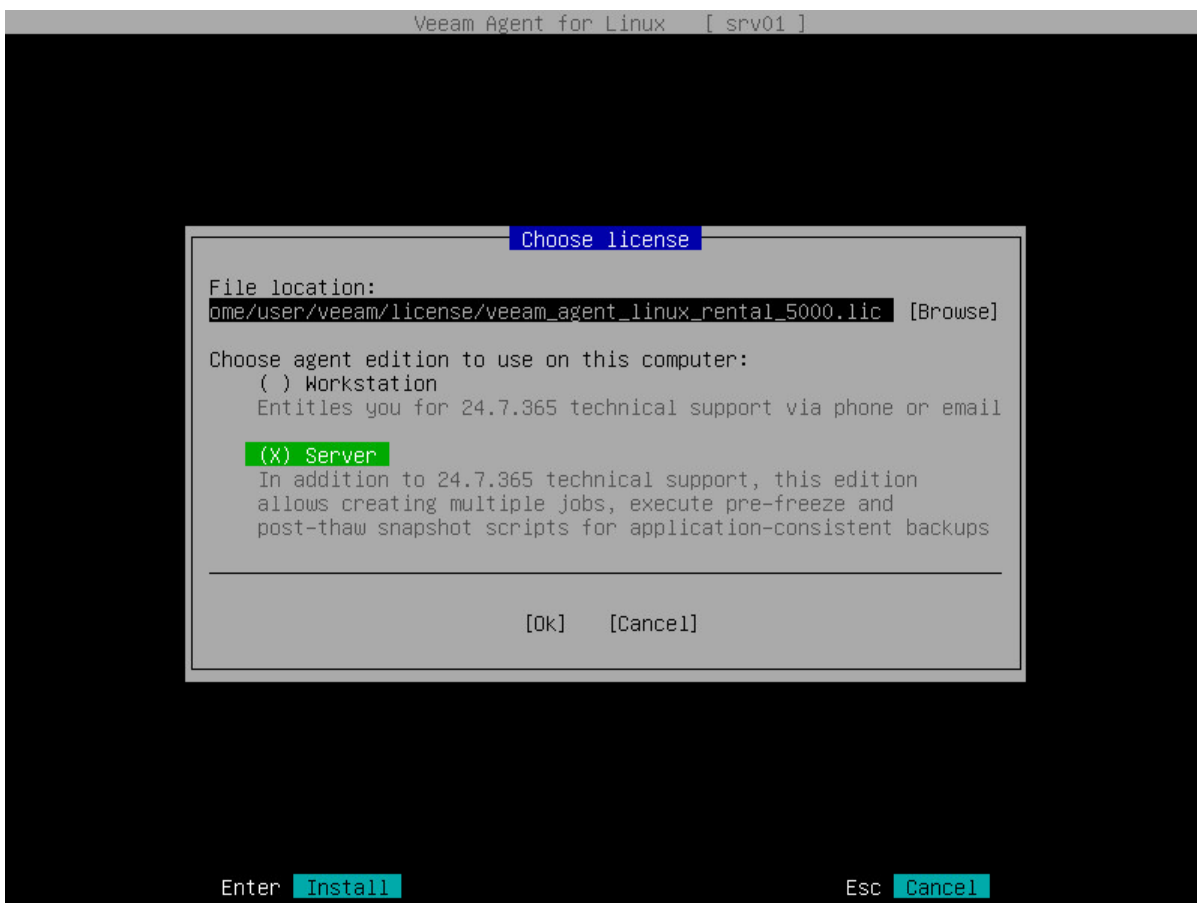 Veeam Agent for Linux [ srv01 ]
Choose license
File location:
ome/user/veeam/license/veeam_agent_linux_rental_5000.lic [Browse]
Choose agent edition to use on this computer:
( ) Workstation
Entitles you for 24.7.365 technical support via phone or email
(X) Server
In addition to 24.7.365 technical support, this edition
allows creating multiple jobs, execute pre-freeze and
post-thaw snapshot scripts for application-consistent backups
[Ok] [Cancel]
Enter Install Esc Cancel